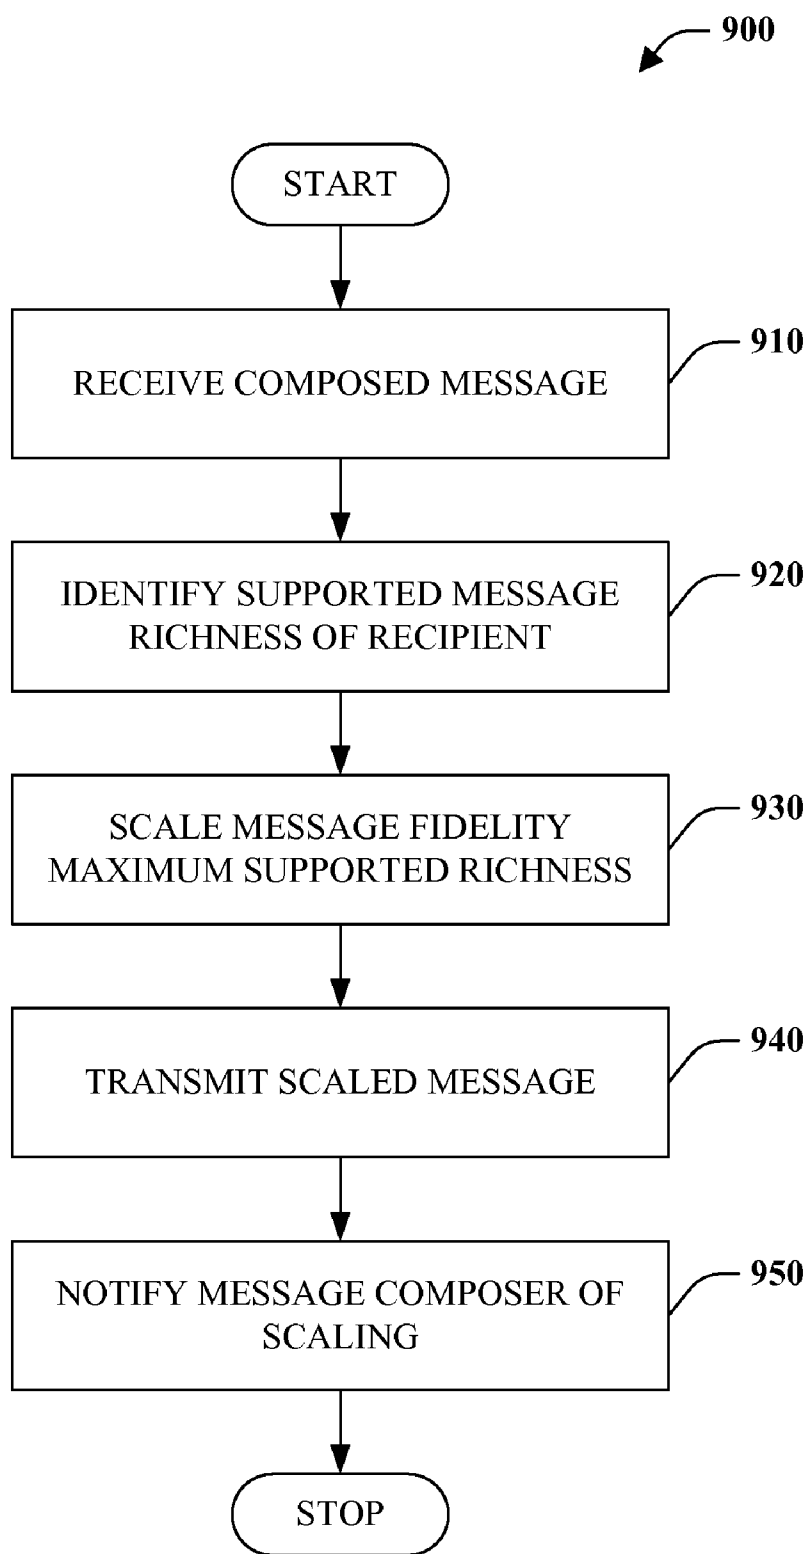 900
START
RECEIVE COMPOSED MESSAGE
910
IDENTIFY SUPPORTED MESSAGE
RICHNESS OF RECIPIENT
920
SCALE MESSAGE FIDELITY
MAXIMUM SUPPORTED RICHNESS
930
TRANSMIT SCALED MESSAGE
940
NOTIFY MESSAGE COMPOSER OF
SCALING
950
STOP